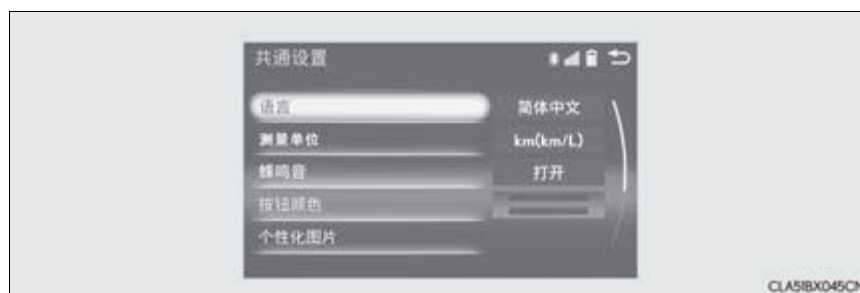 共通设置
语言 简体中文
测量单位 km(km/L)
蜂鸣音 打开
按钮颜色
个性化图片
CLA5IBX045CN